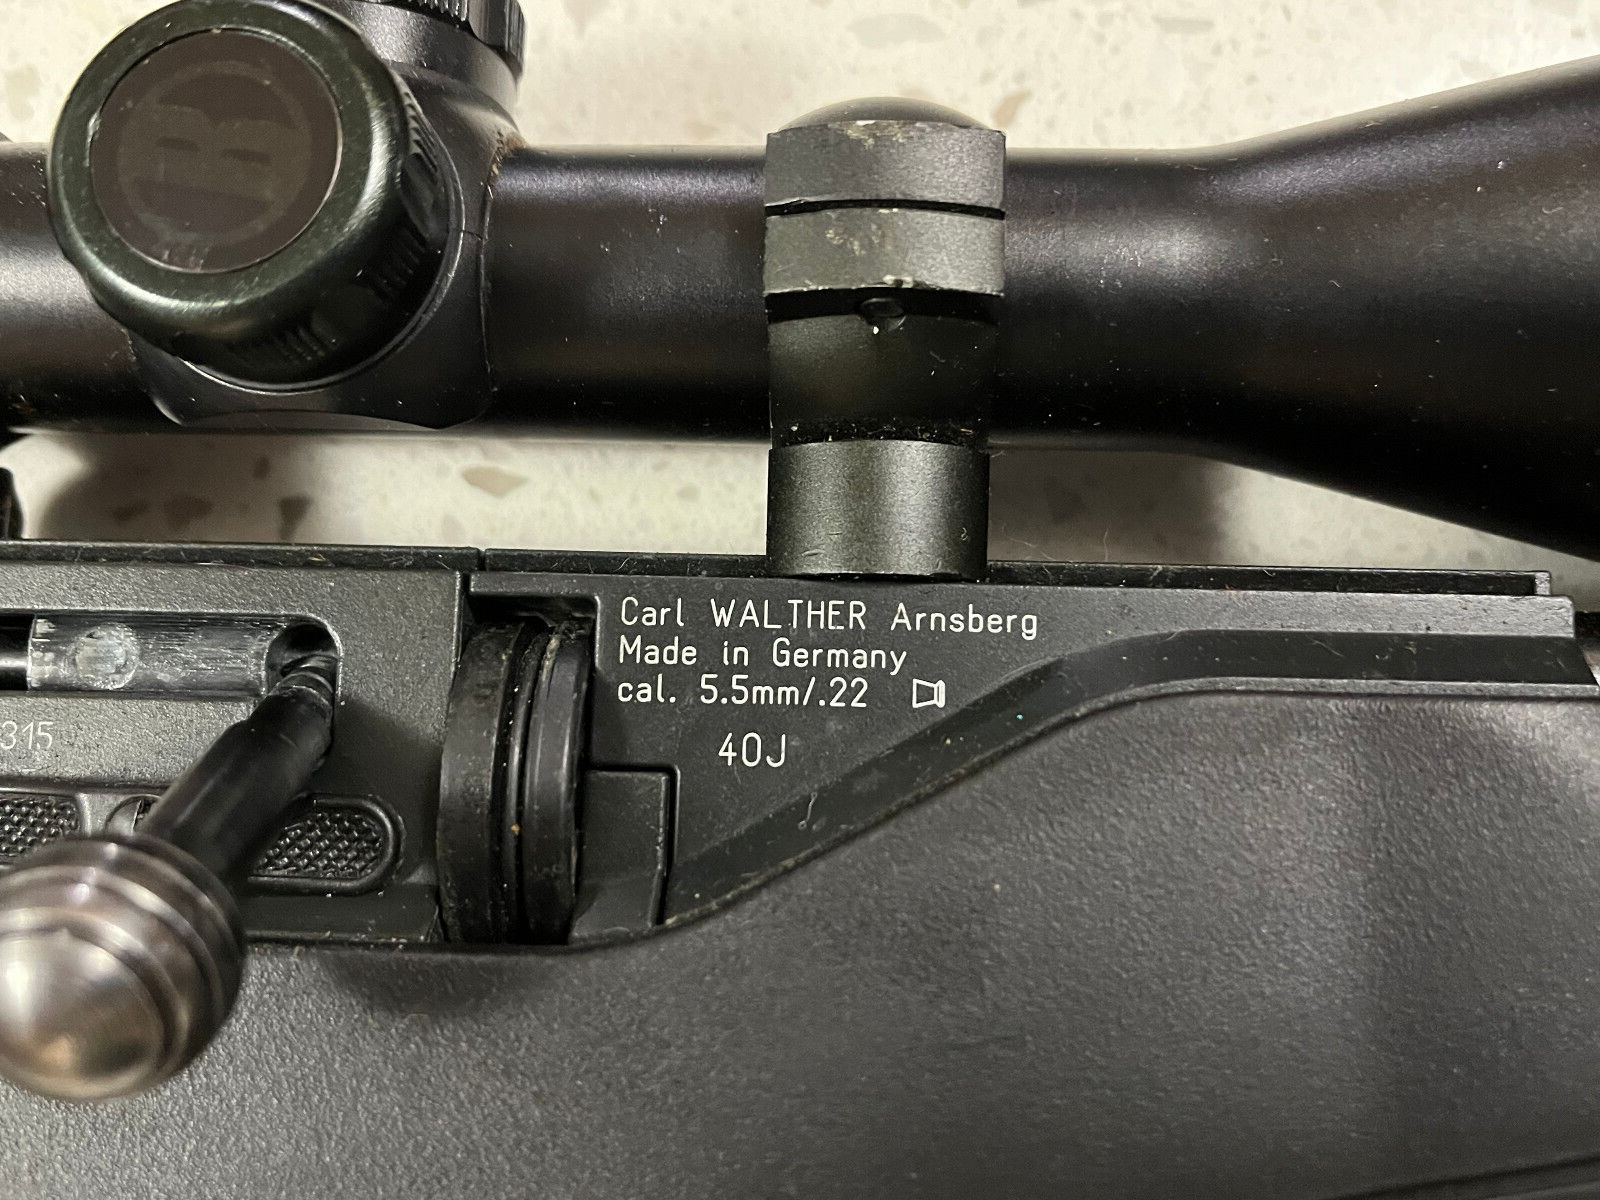 B
Carl WALTHER Arnsberg
Made in Germany
cal. 5.5mm/.22
40J
315